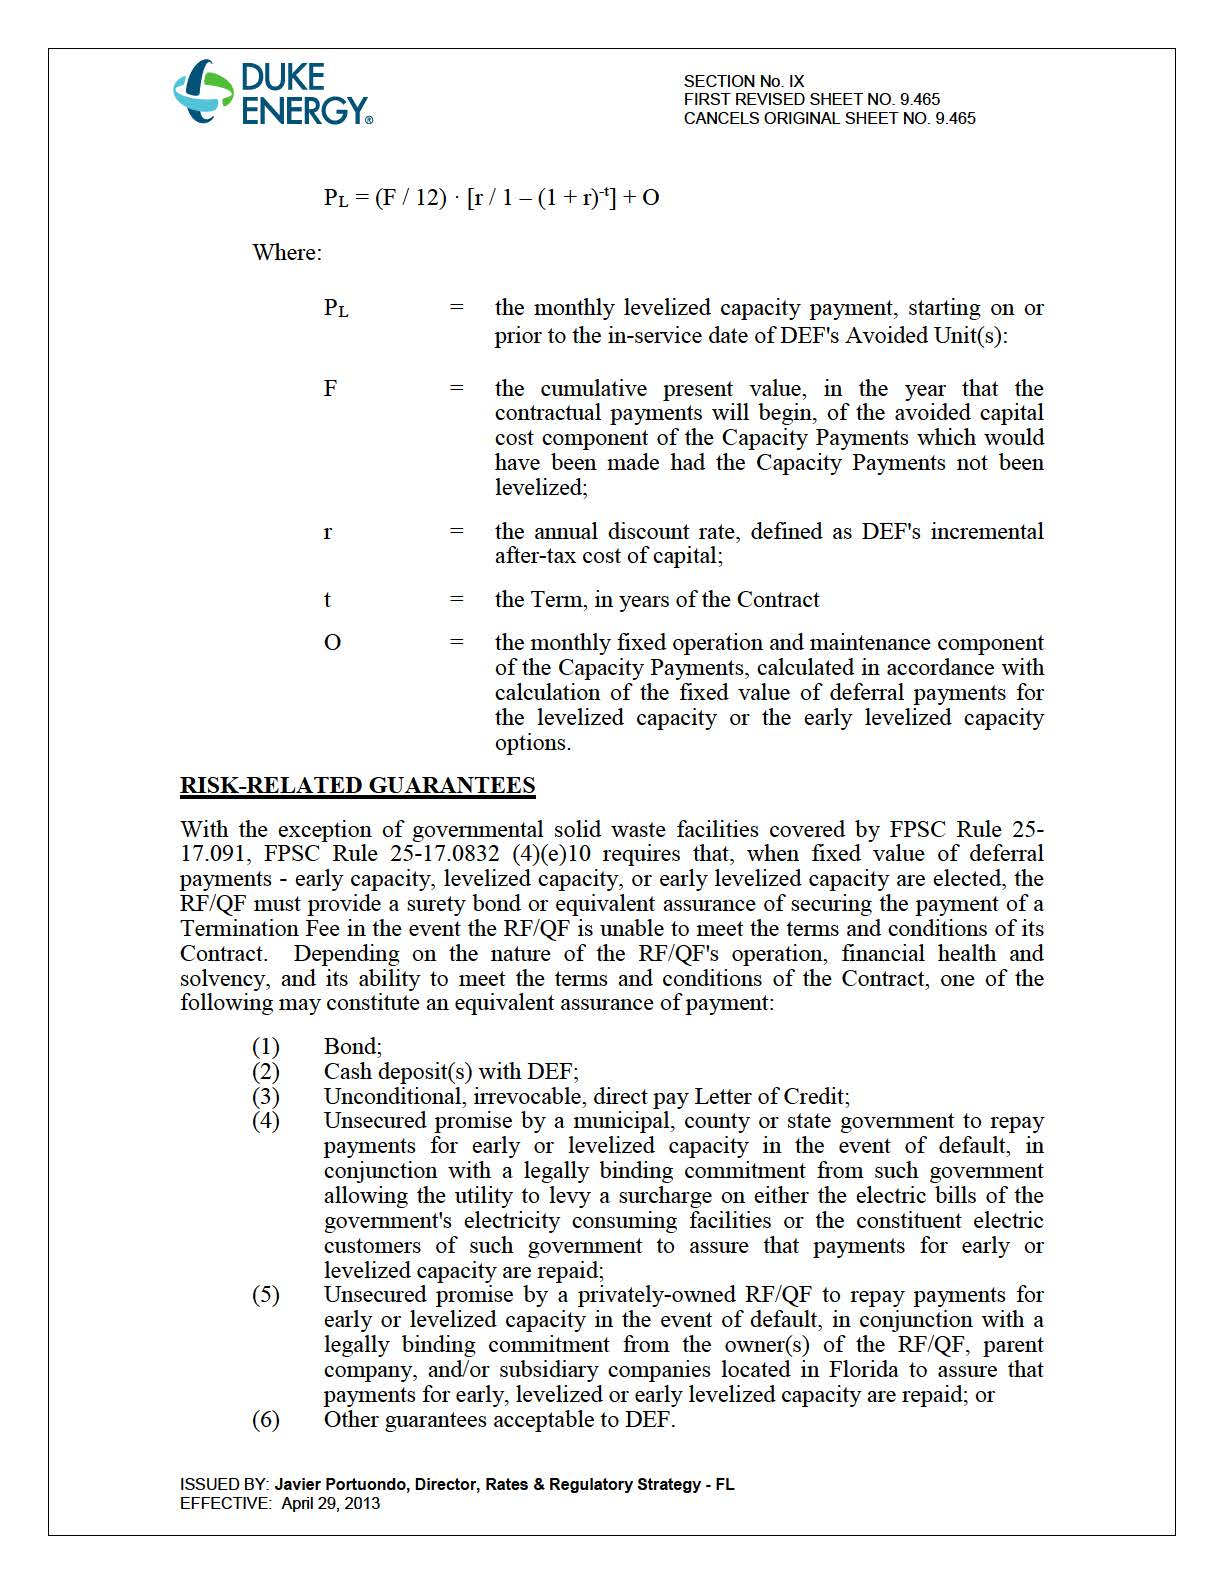 DUKE
ENERGY®
SECTION No. IX
FIRST REVISED SHEET NO. 9.465
CANCELS ORIGINAL SHEET NO. 9.465
P_L = (F / 12) · [r / 1 – (1 + r)^-t] + O
Where:
P_L = the monthly levelized capacity payment, starting on or
prior to the in-service date of DEF's Avoided Unit(s):
F = the cumulative present value, in the year that the
contractual payments will begin, of the avoided capital
cost component of the Capacity Payments which would
have been made had the Capacity Payments not been
levelized;
r = the annual discount rate, defined as DEF's incremental
after-tax cost of capital;
t = the Term, in years of the Contract
O = the monthly fixed operation and maintenance component
of the Capacity Payments, calculated in accordance with
calculation of the fixed value of deferral payments for
the levelized capacity or the early levelized capacity
options.
RISK-RELATED GUARANTEES
With the exception of governmental solid waste facilities covered by FPSC Rule 25-
17.091, FPSC Rule 25-17.0832 (4)(e)10 requires that, when fixed value of deferral
payments - early capacity, levelized capacity, or early levelized capacity are elected, the
RF/QF must provide a surety bond or equivalent assurance of securing the payment of a
Termination Fee in the event the RF/QF is unable to meet the terms and conditions of its
Contract. Depending on the nature of the RF/QF's operation, financial health and
solvency, and its ability to meet the terms and conditions of the Contract, one of the
following may constitute an equivalent assurance of payment:
(1) Bond;
(2) Cash deposit(s) with DEF;
(3) Unconditional, irrevocable, direct pay Letter of Credit;
(4) Unsecured promise by a municipal, county or state government to repay
payments for early or levelized capacity in the event of default, in
conjunction with a legally binding commitment from such government
allowing the utility to levy a surcharge on either the electric bills of the
government's electricity consuming facilities or the constituent electric
customers of such government to assure that payments for early or
levelized capacity are repaid;
(5) Unsecured promise by a privately-owned RF/QF to repay payments for
early or levelized capacity in the event of default, in conjunction with a
legally binding commitment from the owner(s) of the RF/QF, parent
company, and/or subsidiary companies located in Florida to assure that
payments for early, levelized or early levelized capacity are repaid; or
(6) Other guarantees acceptable to DEF.
ISSUED BY: Javier Portuondo, Director, Rates & Regulatory Strategy - FL
EFFECTIVE: April 29, 2013